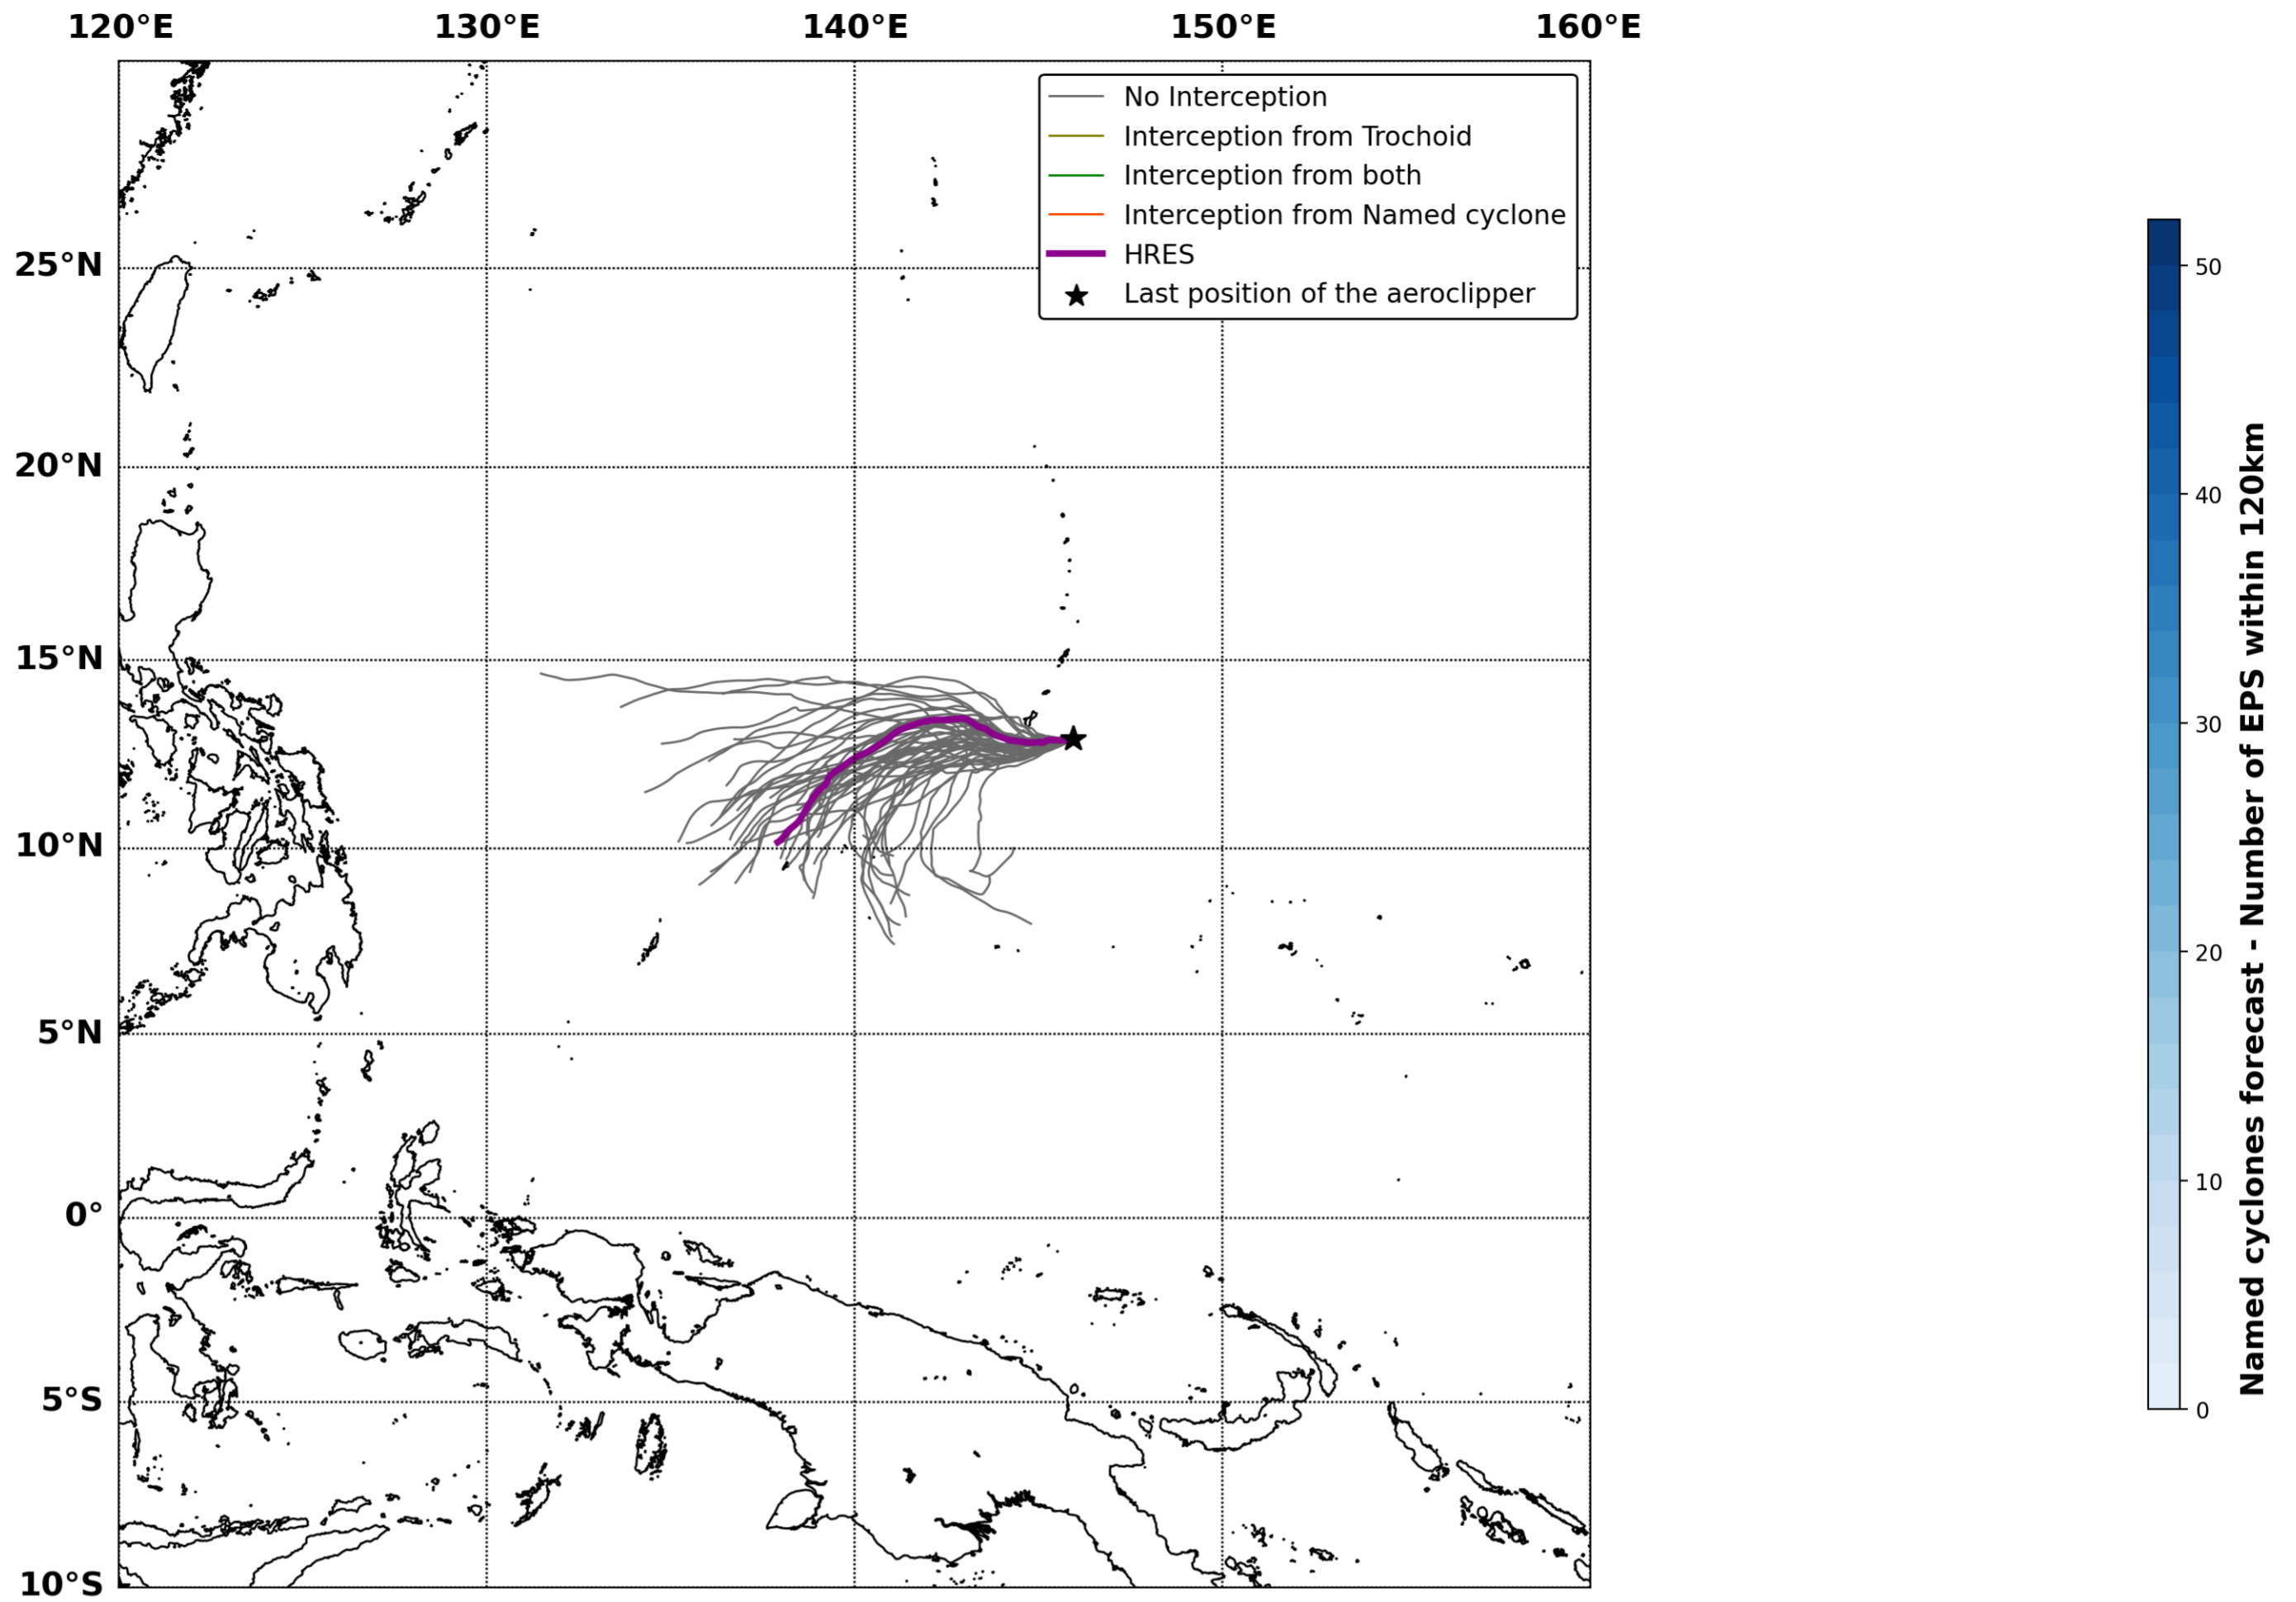 120°E 130°E 140°E 150°E 160°E
No Interception
Interception from Trochoid
Interception from both
Interception from Named cyclone
HRES
Last position of the aeroclipper
25°N
20°N
15°N
10°N
5°N
0°
5°S
10°S
50
40
30
20
10
0
Named cyclones forecast - Number of EPS within 120km